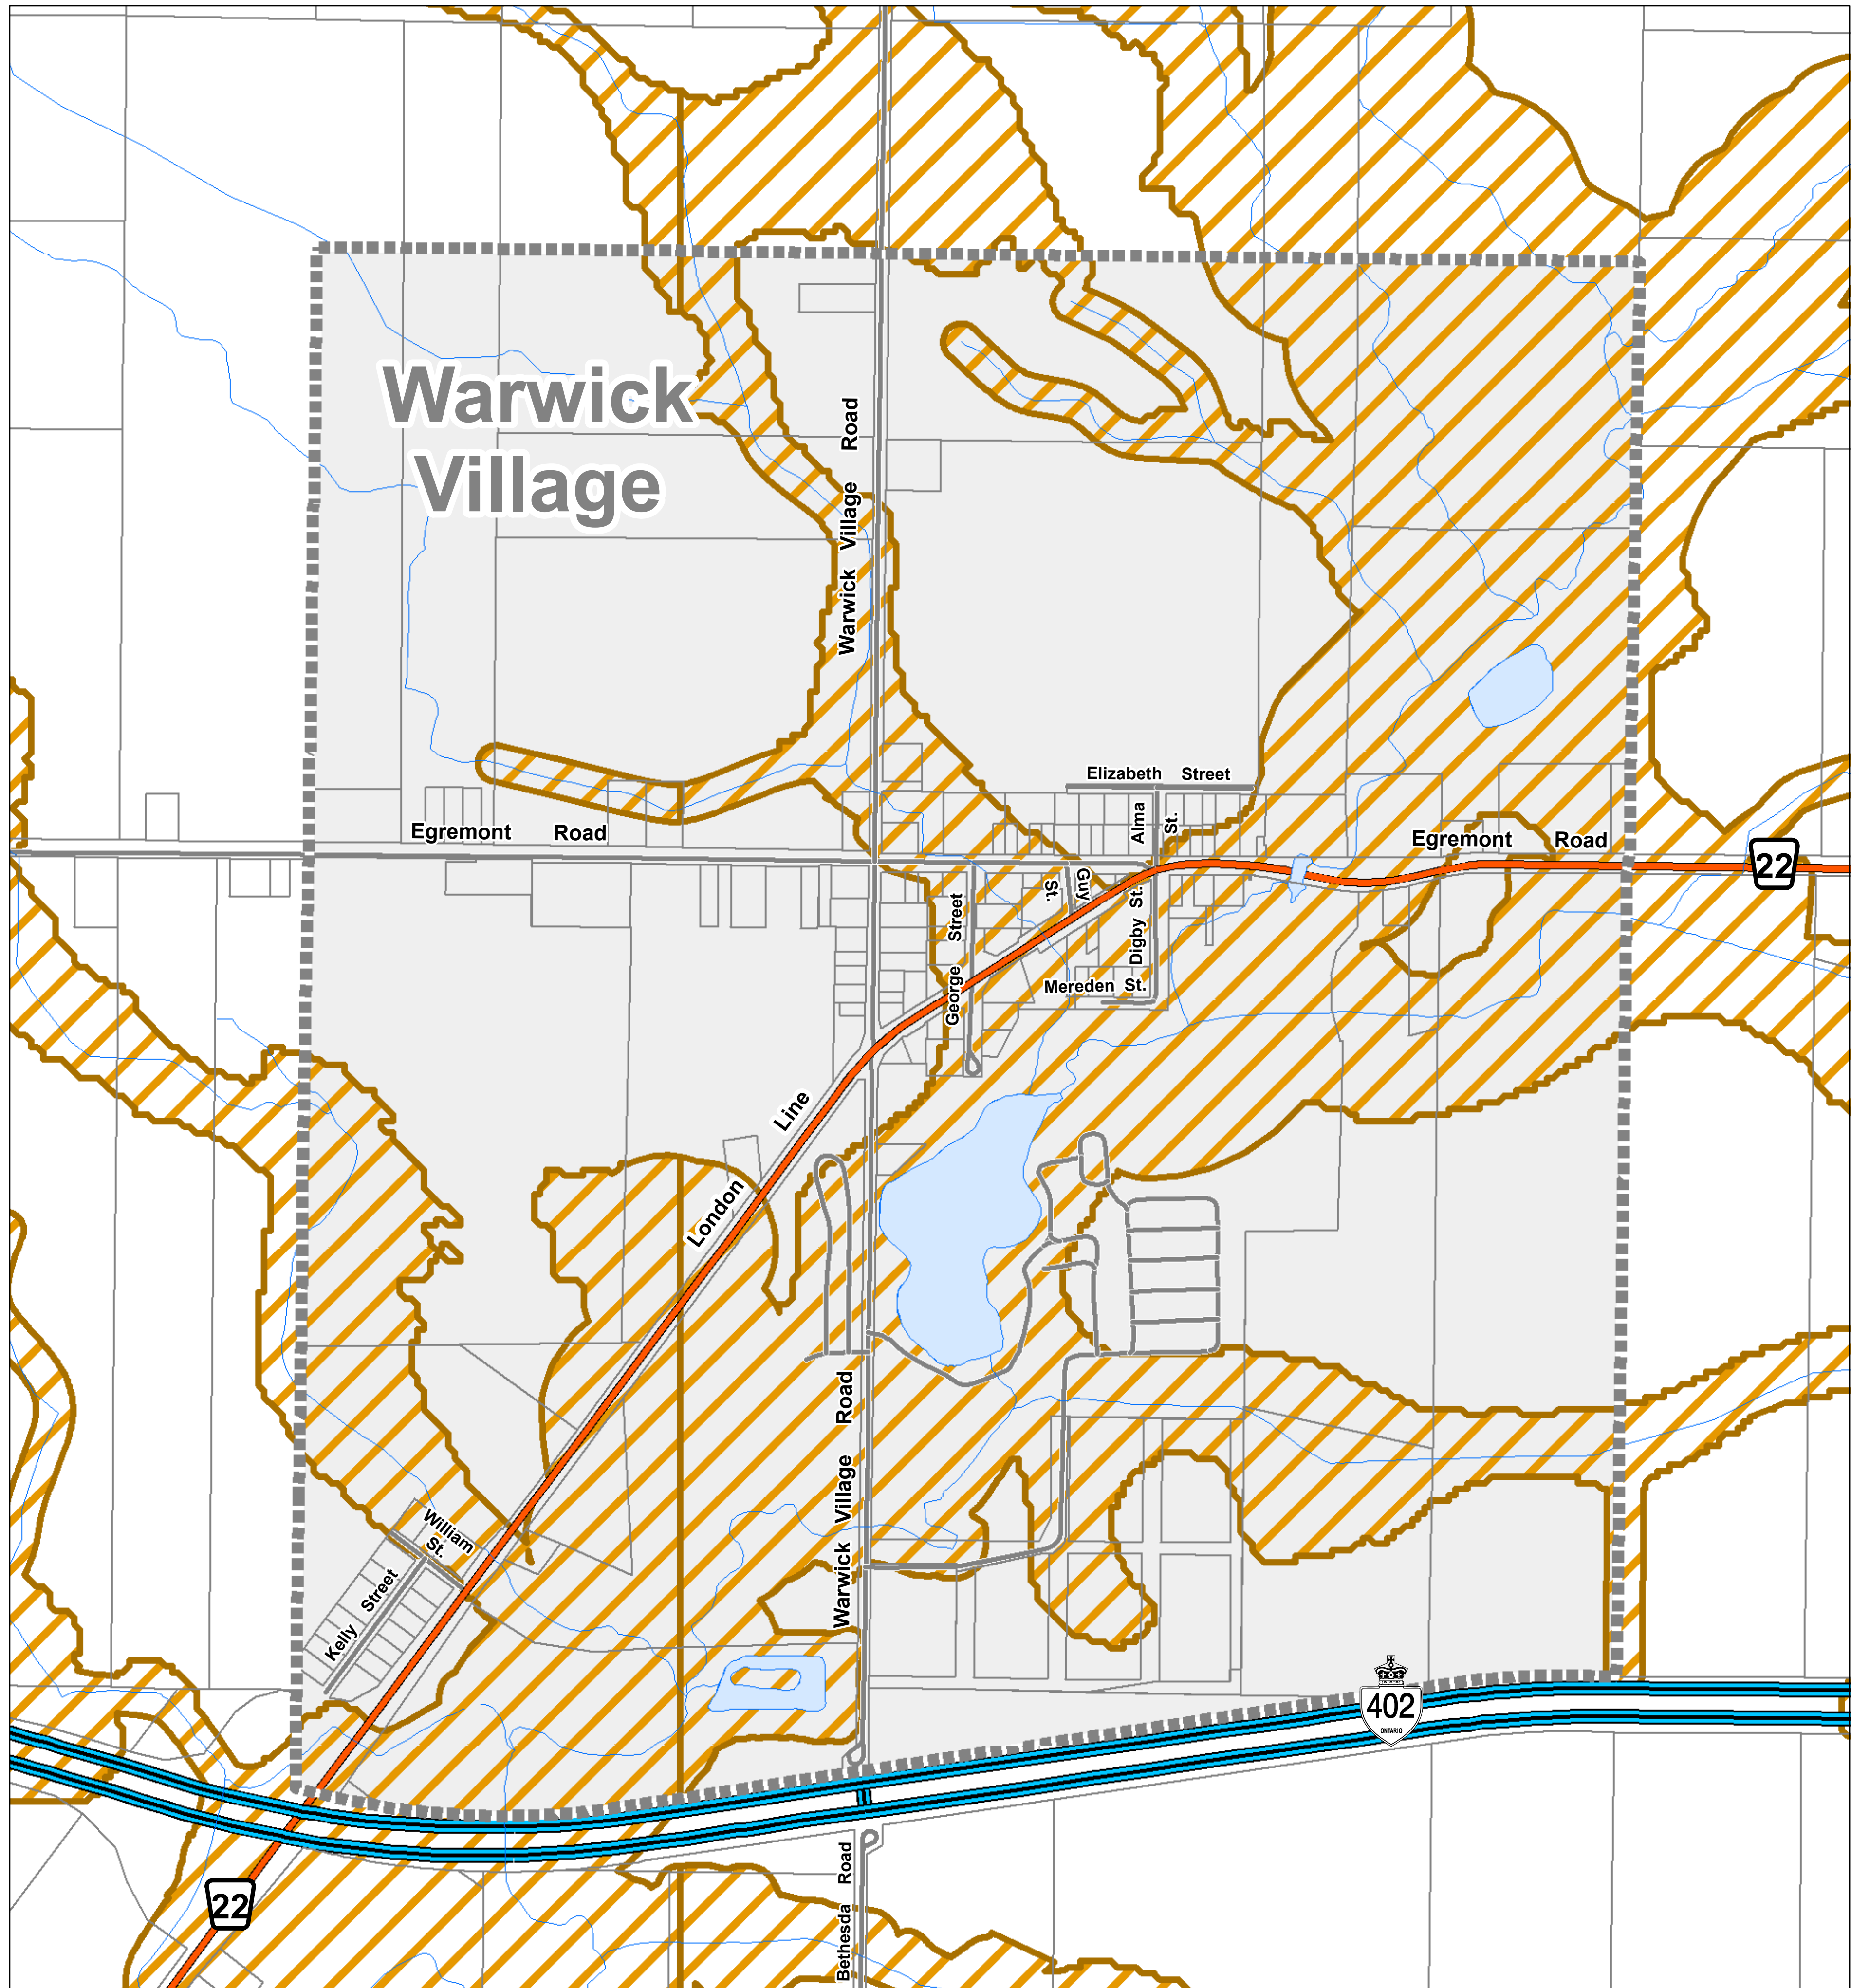 Warwick
Village
Warwick Village Road
Elizabeth Street
Alma St.
Egremont Road
Egremont Road
22
Guy St.
George Street
Digby St.
Mereden St.
London Line
Warwick Village Road
William St.
Kelly Street
402
ONTARIO
22
Bethesda Road